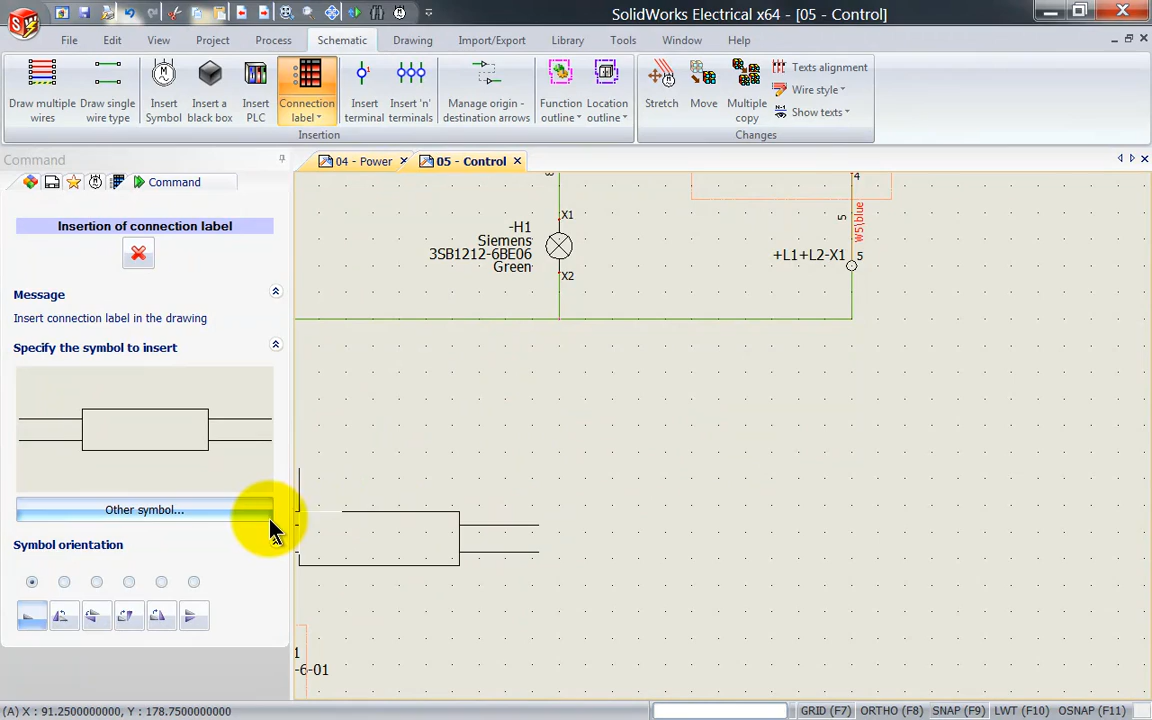 SolidWorks Electrical x64 - [05 - Control]
File Edit View Project Process Schematic Drawing Import/Export Library Tools Window Help
Draw multiple wires
Draw single wire type
Insert Symbol
Insert a black box
Insert PLC
Connection label
Insert terminal
Insert 'n' terminals
Manage origin - destination arrows
Function outline
Location outline
Stretch
Move
Multiple copy
Texts alignment
Wire style
Show texts
Insertion
Changes
Command
04 - Power
05 - Control
Command
Insertion of connection label
Message
Insert connection label in the drawing
Specify the symbol to insert
Other symbol...
Symbol orientation
8
4
X1
-H1
Siemens
3SB1212-6BE06
Green
X2
5
W5\blue
+L1+L2-X1
5
1
-6-01
(A) X : 91.2500000000, Y : 178.7500000000
GRID (F7) ORTHO (F8) SNAP (F9) LWT (F10) OSNAP (F11)